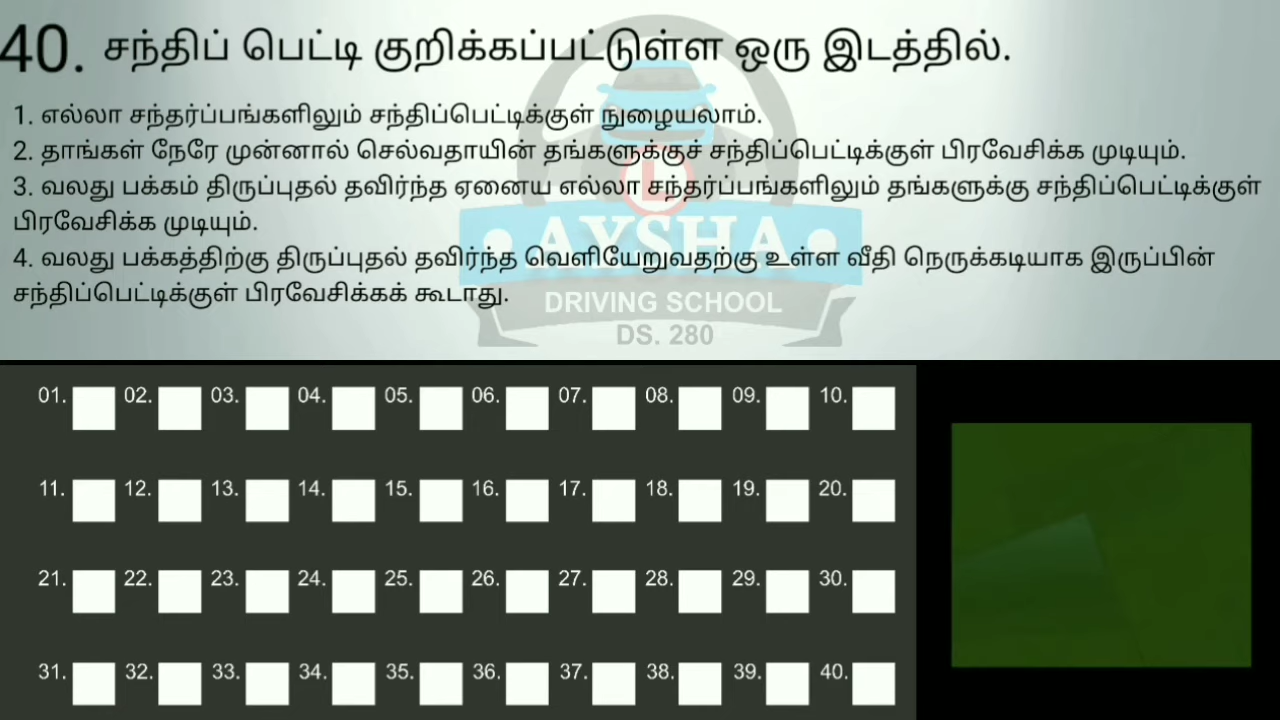 40. சந்திப் பெட்டி குறிக்கப்பட்டுள்ள ஒரு இடத்தில்.
1. எல்லா சந்தர்ப்பங்களிலும் சந்திப்பெட்டிக்குள் நுழையலாம்.
2. தாங்கள் நேரே முன்னால் செல்வதாயின் தங்களுக்குச் சந்திப்பெட்டிக்குள் பிரவேசிக்க முடியும்.
3. வலது பக்கம் திருப்புதல் தவிர்ந்த ஏனைய எல்லா சந்தர்ப்பங்களிலும் தங்களுக்கு சந்திப்பெட்டிக்குள்
பிரவேசிக்க முடியும்.
4. வலது பக்கத்திற்கு திருப்புதல் தவிர்ந்த வெளியேறுவதற்கு உள்ள வீதி நெருக்கடியாக இருப்பின்
சந்திப்பெட்டிக்குள் பிரவேசிக்கக் கூடாது.
L
AYSHA
DRIVING SCHOOL
DS. 280
01. 02. 03. 04. 05. 06. 07. 08. 09. 10.
11. 12. 13. 14. 15. 16. 17. 18. 19. 20.
21. 22. 23. 24. 25. 26. 27. 28. 29. 30.
31. 32. 33. 34. 35. 36. 37. 38. 39. 40.